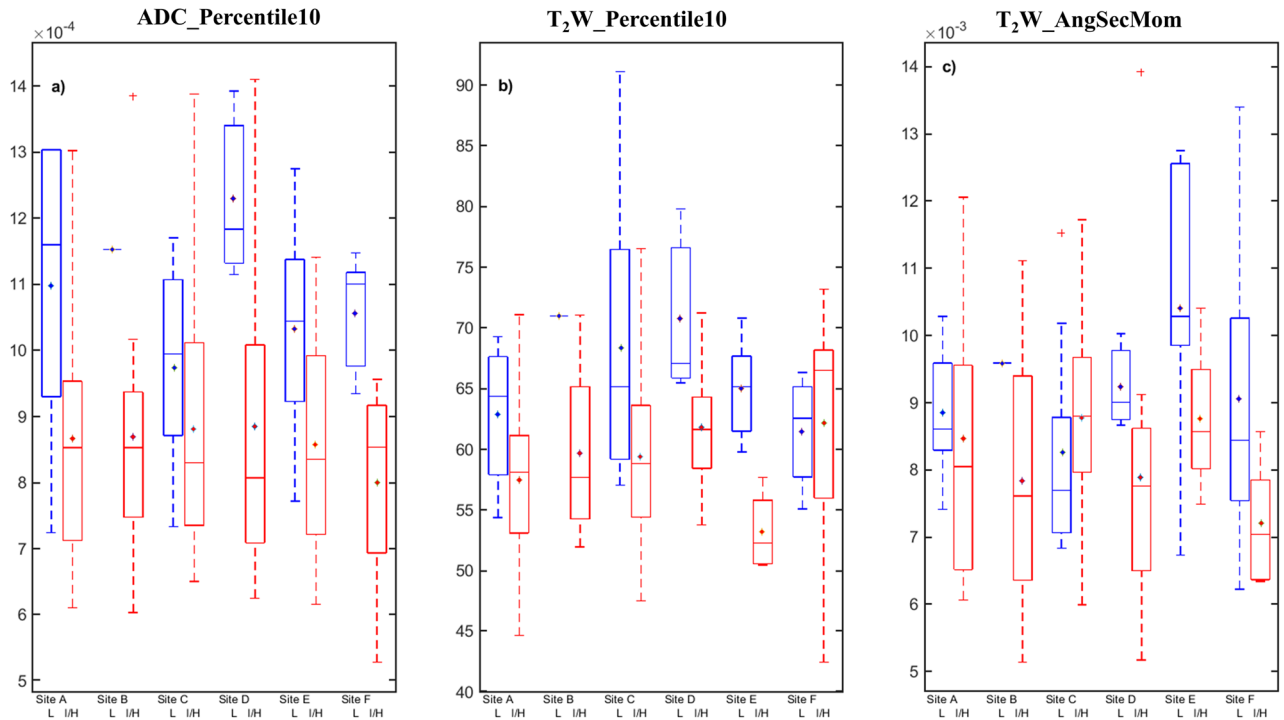 ADC_Percentile10
T2W_Percentile10
T2W_AngSecMom
×10-4
a)
14
13
12
11
10
9
8
7
6
5
Site A Site B Site C Site D Site E Site F
L I/H L I/H L I/H L I/H L I/H L I/H
b)
90
85
80
75
70
65
60
55
50
45
40
Site A Site B Site C Site D Site E Site F
L I/H L I/H L I/H L I/H L I/H L I/H
×10-3
c)
14
13
12
11
10
9
8
7
6
5
Site A Site B Site C Site D Site E Site F
L I/H L I/H L I/H L I/H L I/H L I/H